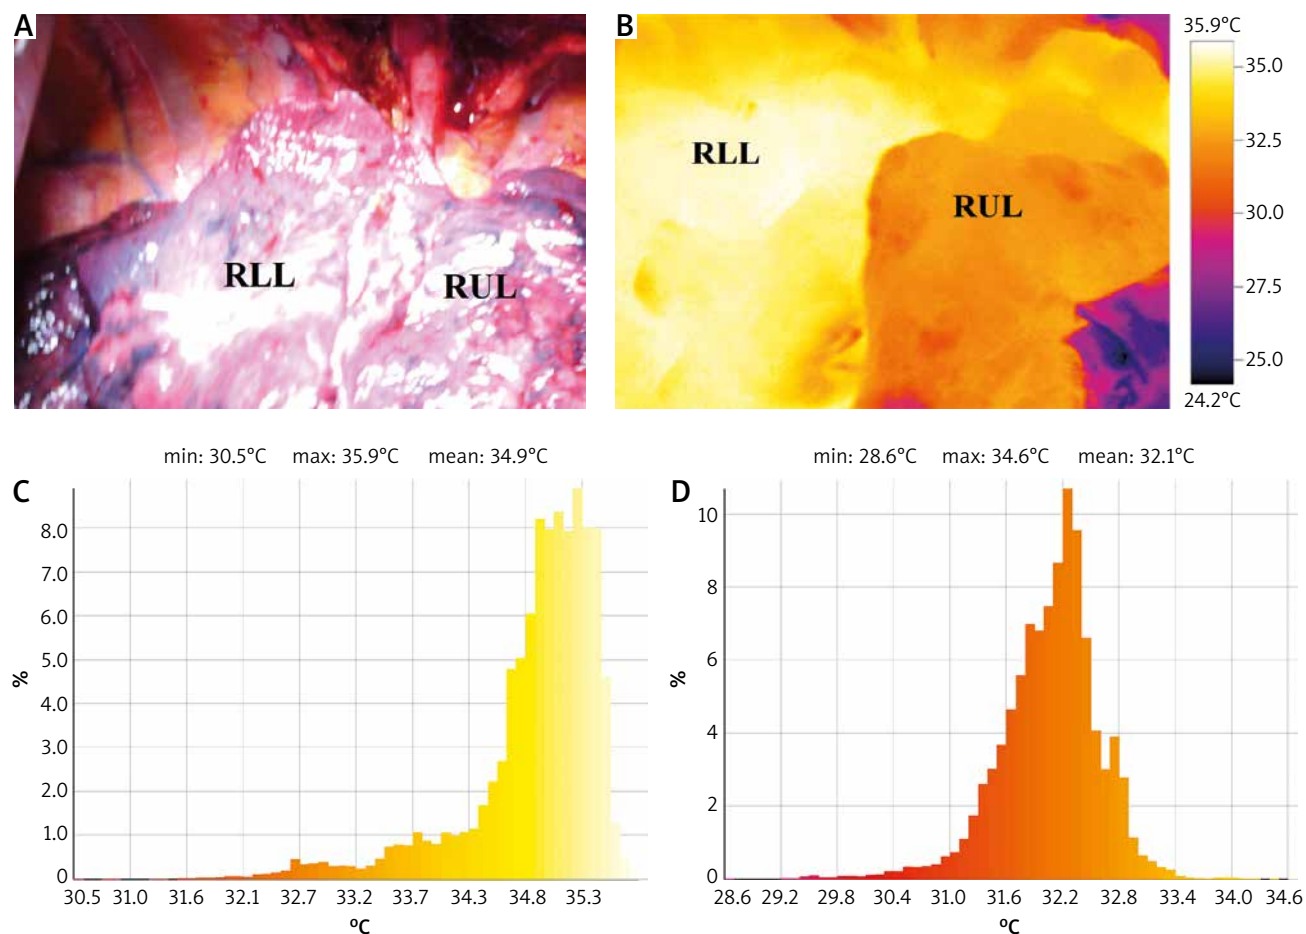 A
RLL
RUL
B
RLL
RUL
35.9°C
35.0
32.5
30.0
27.5
25.0
24.2°C
min: 30.5°C max: 35.9°C mean: 34.9°C
C
%
8.0
7.0
6.0
5.0
4.0
3.0
2.0
1.0
0
30.5 31.0 31.6 32.1 32.7 33.2 33.7 34.3 34.8 35.3
°C
min: 28.6°C max: 34.6°C mean: 32.1°C
D
%
10
8
6
4
2
0
28.6 29.2 29.8 30.4 31.0 31.6 32.2 32.8 33.4 34.0 34.6
°C